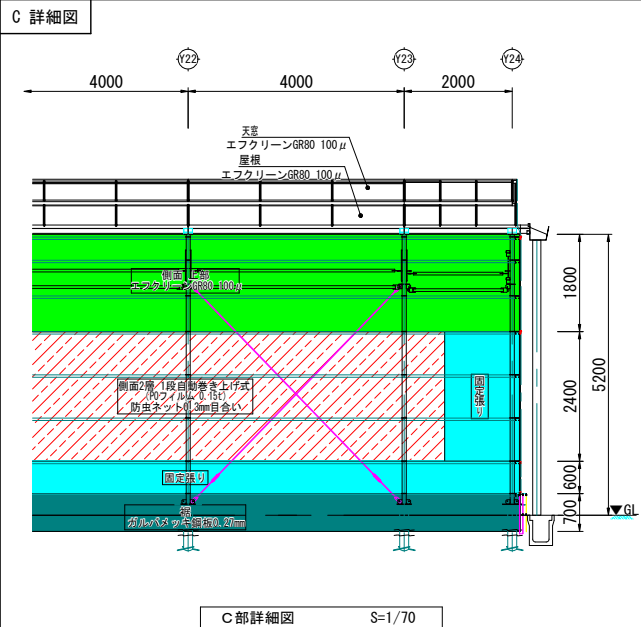 C 詳細図
Y22
Y23
Y24
4000
4000
2000
天窓
エフクリーンGR80 100μ
屋根
エフクリーンGR80 100μ
側面 上部
エフクリーンGR80 100μ
1800
側面2層 1段自動巻き上げ式
(POフィルム 0.15t)
防虫ネット0.3mm目合い
固定張り
2400
5200
固定張り
600
裾
ガルバメッキ鋼板0.27mm
700
GL
C部詳細図 S=1/70